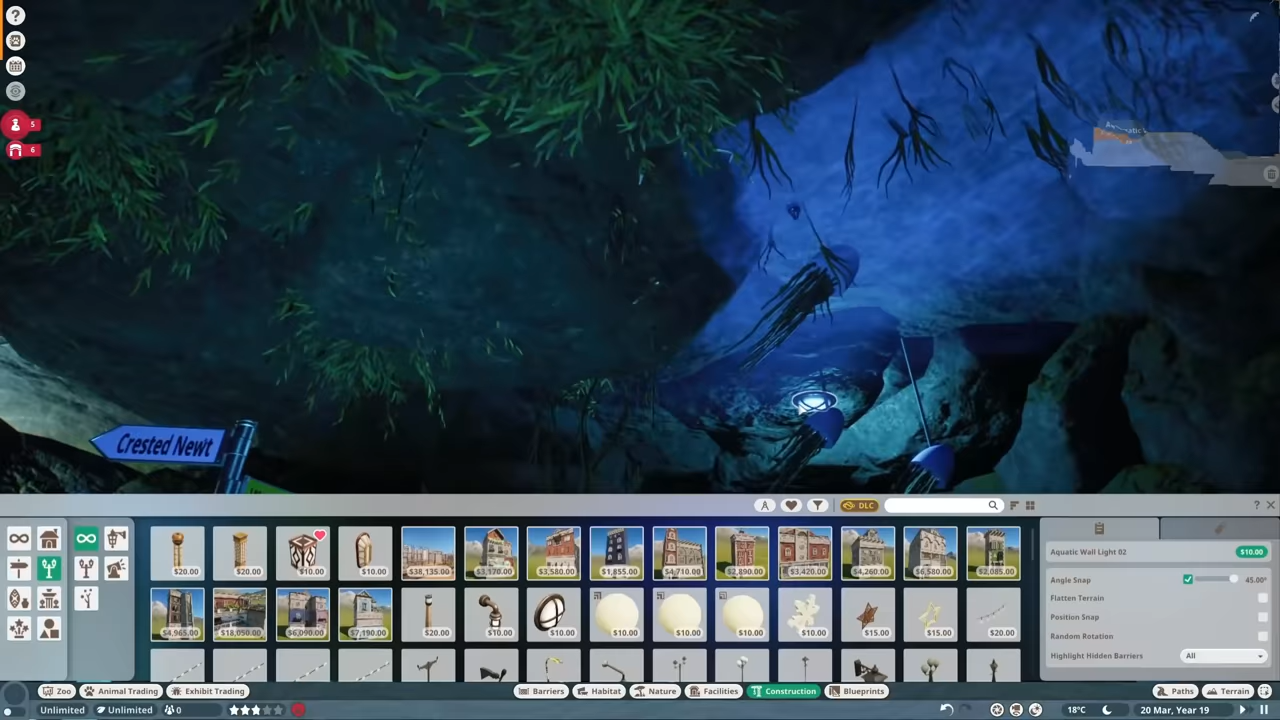 ?
5
6
Crested Newt
DLC
?
$20.00
$20.00
$10.00
$10.00
$38,135.00
$3,170.00
$3,580.00
$1,855.00
$4,710.00
$2,890.00
$3,420.00
$4,260.00
$6,580.00
$2,085.00
$4,965.00
$18,050.00
$6,090.00
$7,190.00
$20.00
$10.00
$10.00
$10.00
$10.00
$10.00
$10.00
$15.00
$15.00
$20.00
Aquatic Wall Light 02
$10.00
Angle Snap
45.00°
Flatten Terrain
Position Snap
Random Rotation
Highlight Hidden Barriers
All
Zoo
Animal Trading
Exhibit Trading
Barriers
Habitat
Nature
Facilities
Construction
Blueprints
Paths
Terrain
Unlimited
Unlimited
0
18°C
20 Mar, Year 19